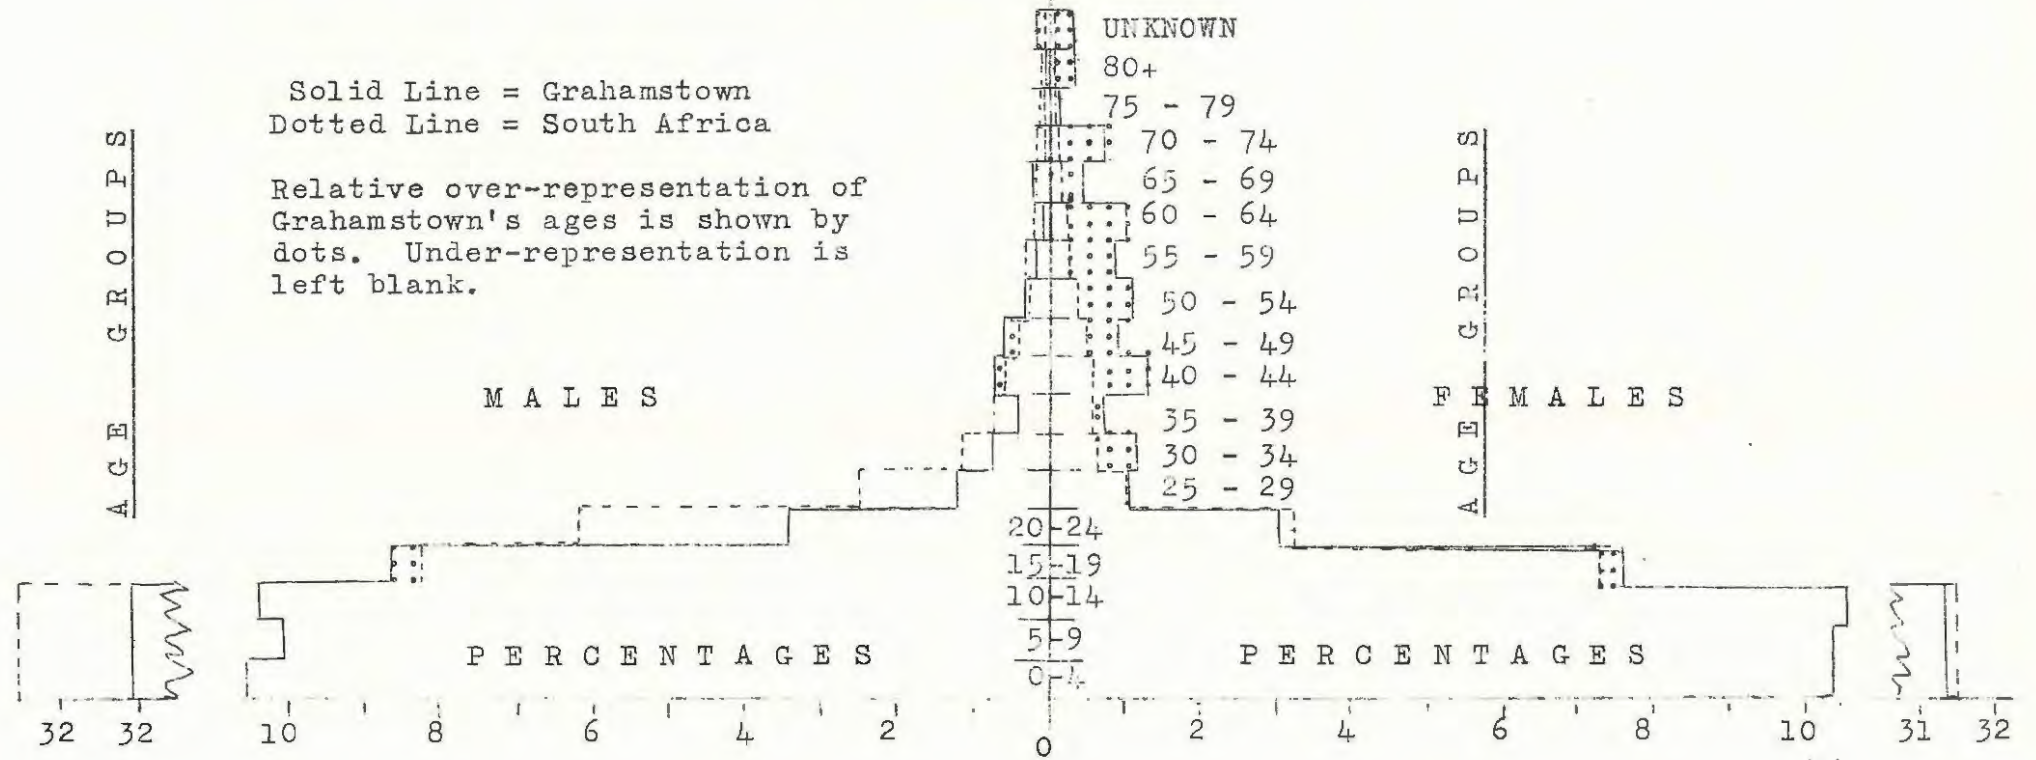 UNKNOWN
80+
75 - 79
70 - 74
65 - 69
60 - 64
55 - 59
50 - 54
45 - 49
40 - 44
35 - 39
30 - 34
25 - 29
20-24
15-19
10-14
5-9
0-4
Solid Line = Grahamstown
Dotted Line = South Africa
Relative over-representation of
Grahamstown's ages is shown by
dots. Under-representation is
left blank.
AGE GROUPS
MALES
FEMALES
AGE GROUPS
PERCENTAGES
PERCENTAGES
32 32 10 8 6 4 2 0 2 4 6 8 10 31 32